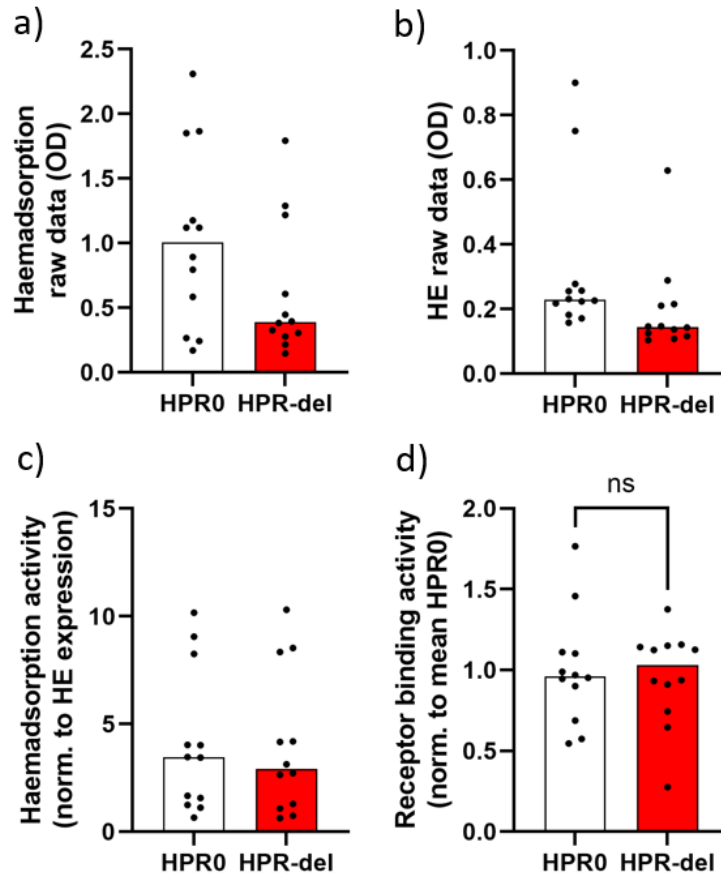 a)
Haemadsorption
raw data (OD)
2.5
2.0
1.5
1.0
0.5
0.0
HPR0 HPR-del
b)
HE raw data (OD)
1.0
0.8
0.6
0.4
0.2
0.0
HPR0 HPR-del
c)
Haemadsorption activity
(norm. to HE expression)
15
10
5
0
HPR0 HPR-del
d)
Receptor binding activity
(norm. to mean HPR0)
ns
2.0
1.5
1.0
0.5
0.0
HPR0 HPR-del